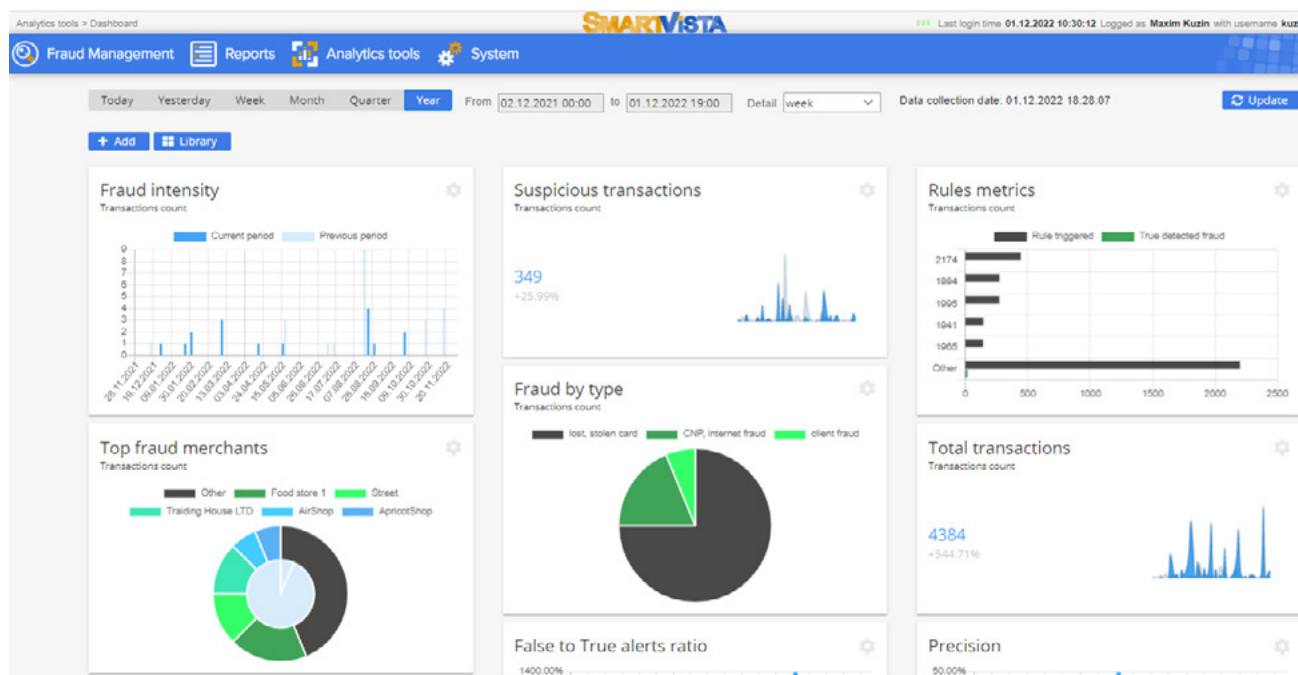 Analytics tools > Dashboard
SMARTVISTA
Last login time 01.12.2022 10:30:12 Logged as Maxim Kuzin with username kuz
Fraud Management Reports Analytics tools System
Today Yesterday Week Month Quarter Year From 02.12.2021 00:00 to 01.12.2022 19:00 Detail week Data collection date: 01.12.2022 18:28:07 Update
+ Add Library
Fraud intensity
Transactions count
Current period Previous period
9
8
7
6
5
4
3
2
1
0
28.11.2021 19.12.2021 09.01.2022 30.01.2022 20.02.2022 13.03.2022 03.04.2022 24.04.2022 15.05.2022 05.06.2022 26.06.2022 17.07.2022 07.08.2022 28.08.2022 18.09.2022 09.10.2022 30.10.2022 20.11.2022
Suspicious transactions
Transactions count
349
+25.99%
Rules metrics
Transactions count
Rule triggered True detected fraud
2174
1994
1995
1941
1965
Other
0 500 1000 1500 2000 2500
Fraud by type
Transactions count
lost, stolen card CNP, internet fraud client fraud
Top fraud merchants
Transactions count
Other Food store 1 Street
Traiding House LTD AirShop ApricotShop
Total transactions
Transactions count
4384
+544.71%
False to True alerts ratio
1400.00%
Precision
50.00%